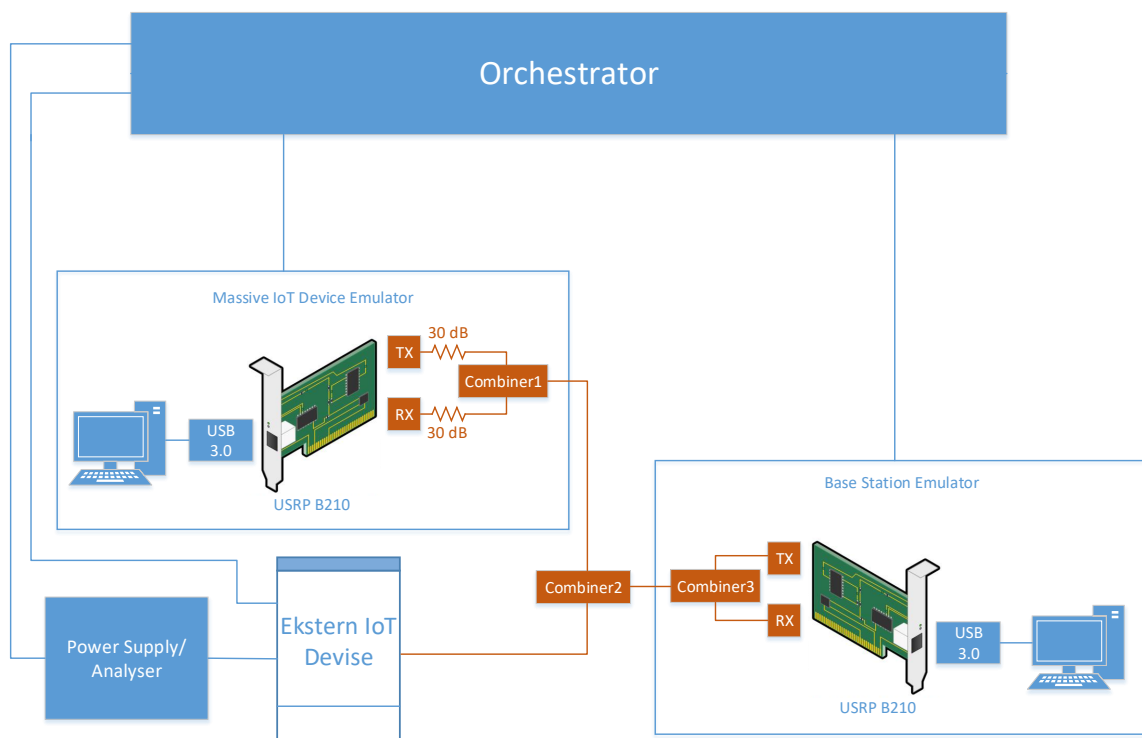 Orchestrator
Massive IoT Device Emulator
30 dB
TX
Combiner1
RX
30 dB
USB
3.0
USRP B210
Base Station Emulator
TX
Combiner2
Combiner3
RX
Ekstern IoT
Devise
Power Supply/
Analyser
USB
3.0
USRP B210